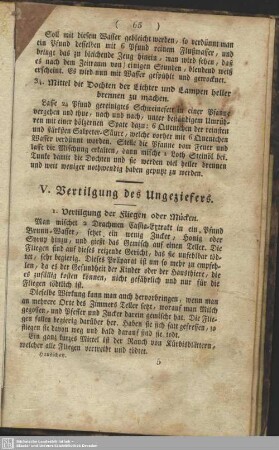 ( 65 )
Soll mit diesem Wasser gebleicht werden, so verdünnt man
ein Pfund desselben mit 6 Pfund reinem Flußwasser, und
bringe das zu bleichende Zeug hinein, man wird sehen, daß
es nach dem Zeitraum von einigen Stunden, blendend weiß
erscheint. Es wird nun mit Wasser gespühlt und getrocknet.
24. Mittel die Dochten der Lichter und Lampen heller
brennen zu machen.
Lasse 24 Pfund gereinigtes Schweinefett in einer Pfanne
zergehen und thue, nach und nach, unter beständigem Umrüh-
ren mit einer hölzernen Spate dazu: 6 Quentchen der reinsten
und stärksten Salpeter-Säure, welche vorher mit 6 Quentchen
Wasser verdünnt worden. Stelle die Pfanne vom Feuer und
lasse die Mischung erkalten, dann mische Loth Steinöl bei.
Tunke damit die Dochten und sie werden viel heller brennen
und weit weniger nothwendig haben geputzt zu werden.
V. Vertilgung des Ungeziefers.
1. Vertilgung der Fliegen oder Mücken.
Man mischet 2 Drachmen Cassia-Extrakt in ein Pfund
Brunn-Wasser, setzet ein wenig Zucker, Honig oder
Syrup hinzu, und gießt das Gemisch auf einen Teller. Die
Fliegen sind auf dieses reizende Gericht, das sie unfehlbar töd-
tet, sehr begierig. Dieses Präparat ist um so mehr zu empfeh-
len, da es der Gesundheit der Kinder oder der Hausthiere, die
es zufällig kosten können, nicht gefährlich und nur für die
Fliegen tödtlich ist.
Dieselbe Wirkung kann man auch hervorbringen, wenn man
an mehrere Orte des Zimmers Teller setzt, worauf man Milch
gegossen, und Pfeffer und Zucker darein gemischt hat. Die Flie-
gen fallen begierig darüber her. Haben sie sich satt gefressen, so
fliegen sie davon weg und bald darauf sind sie todt.
Ein ganz kurzes Mittel ist der Rauch von Kürbisblättern,
welcher alle Fliegen vertreibt und tödtet.
5